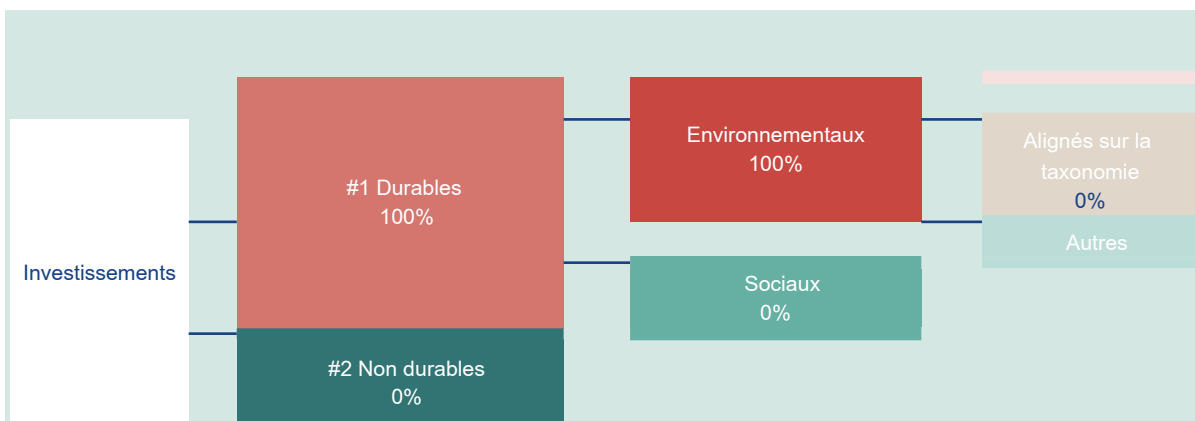 Investissements
#1 Durables
100%
#2 Non durables
0%
Environnementaux
100%
Sociaux
0%
Alignés sur la
taxonomie
0%
Autres